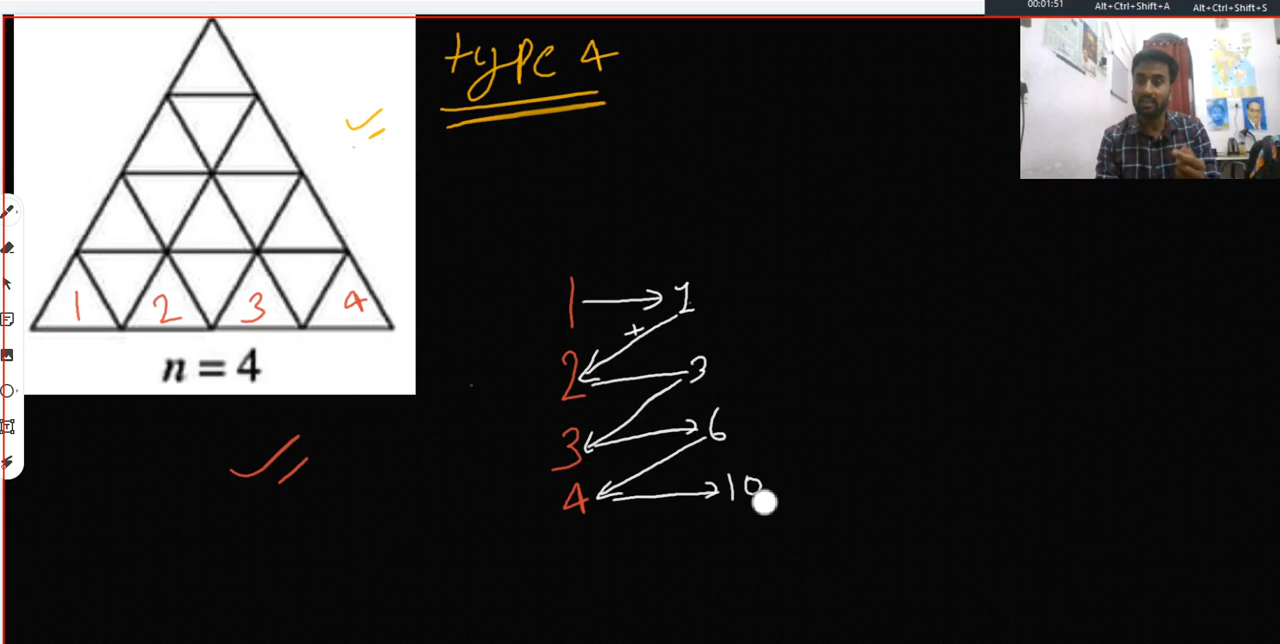 00:01:51 Alt+Ctrl+Shift+A Alt+Ctrl+Shift+S
type 4
1 2 3 4
n = 4
1 1
+
2 3
3 6
4 10